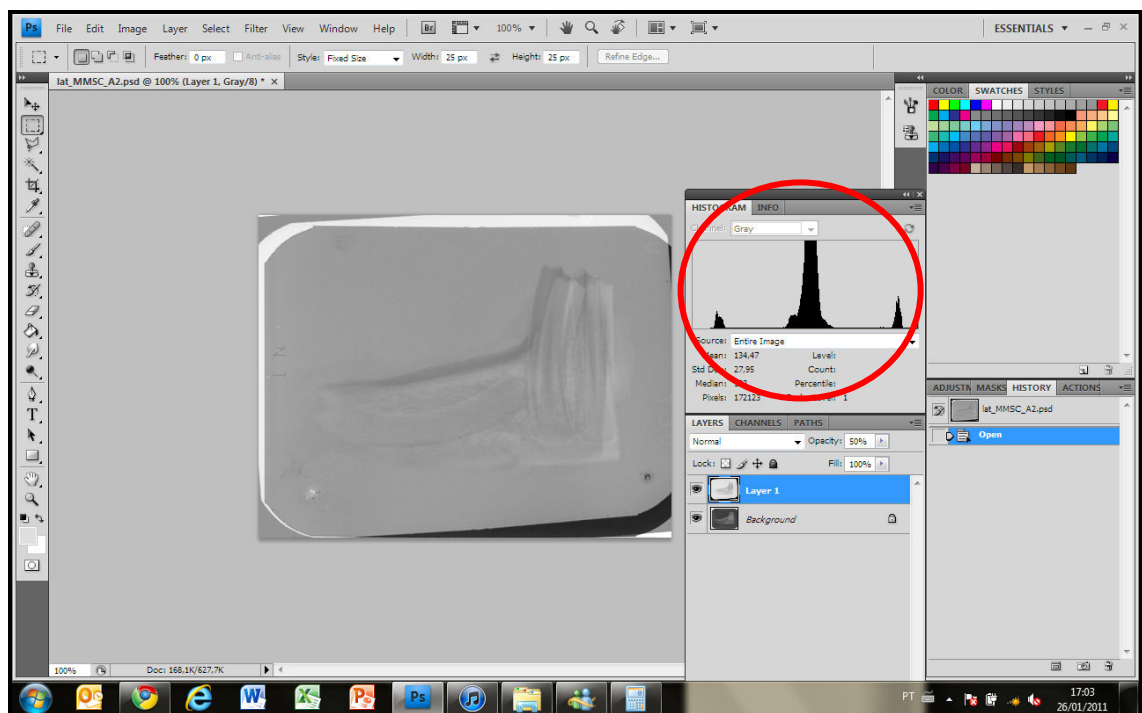 Ps File Edit Image Layer Select Filter View Window Help Br 100% ESSENTIALS
Feather: 0 px Anti-alias Style: Fixed Size Width: 25 px Height: 25 px Refine Edge...
lat_MMSC_A2.psd @ 100% (Layer 1, Gray/8) * ×
COLOR SWATCHES STYLES
HISTOGRAM INFO
Channel: Gray
Source: Entire Image
Mean: 134,47 Level:
Std Dev: 27,95 Count:
Median: Percentile:
Pixels: 172123 1
ADJUSTN MASKS HISTORY ACTIONS
lat_MMSC_A2.psd
Open
LAYERS CHANNELS PATHS
Normal Opacity: 50%
Lock: Fill: 100%
Layer 1
Background
100% Doc: 168,1K/627,7K
Ps
PT 17:03
26/01/2011